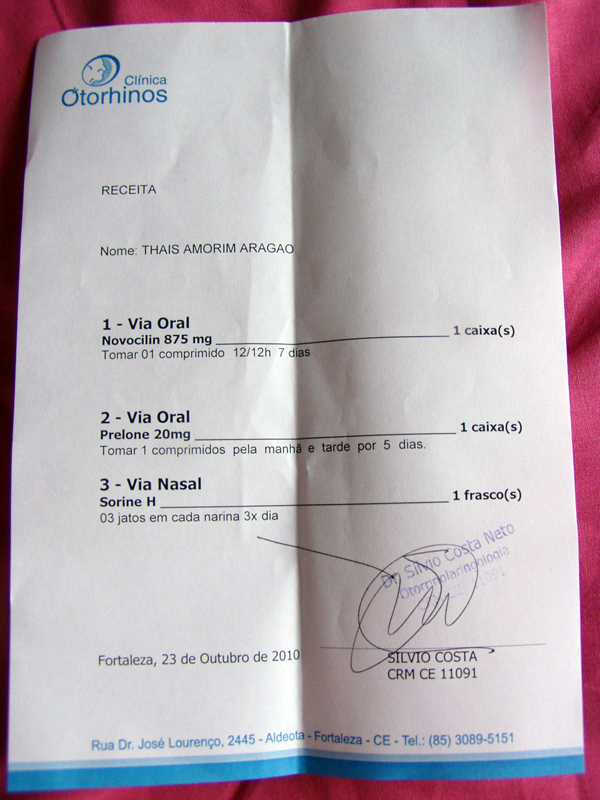 Clínica
Otorhinos
RECEITA
Nome: THAIS AMORIM ARAGAO
1 - Via Oral
Novocilin 875 mg 1 caixa(s)
Tomar 01 comprimido 12/12h 7 dias
2 - Via Oral
Prelone 20mg 1 caixa(s)
Tomar 1 comprimidos pela manhã e tarde por 5 dias.
3 - Via Nasal
Sorine H 1 frasco(s)
03 jatos em cada narina 3x dia
Dr. Silvio Costa Neto
Otorrinolaringologia
Fortaleza, 23 de Outubro de 2010
SILVIO COSTA
CRM CE 11091
Rua Dr. José Lourenço, 2445 - Aldeota - Fortaleza - CE - Tel.: (85) 3089-5151